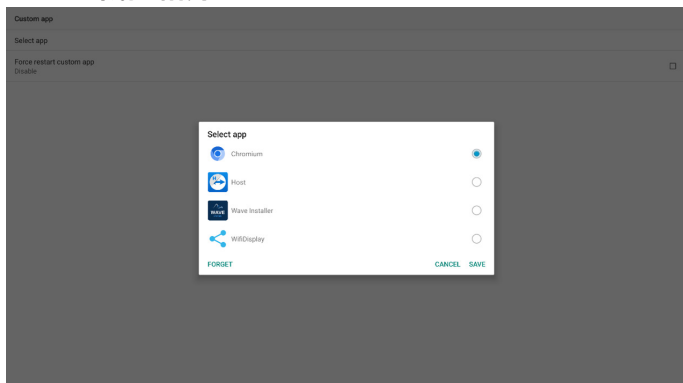 Custom app
Select app
Force restart custom app
Disable
Select app
Chromium
Host
WAVE
Wave Installer
WifiDisplay
FORGET
CANCEL SAVE